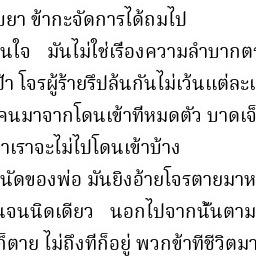 ยา ข้ากะจัดการได้ถมไป
นใจ มันไม่ใช่เรื่องความลำบากตร
ป้า โจรผู้ร้ายรึปล้นกันไม่เว้นแต่ละเ
คนมาจากโดนเข้าทีหมดตัว บาดเจ็
าเราจะไม่ไปโดนเข้าบ้าง
นัดของพ่อ มันยิงอ้ายโจรตายมาห
นจนนิดเดียว นอกไปจากนั้นตาม
ก็ตาย ไม่ถึงทีก็อยู่ พวกข้าทีชีวิตมา